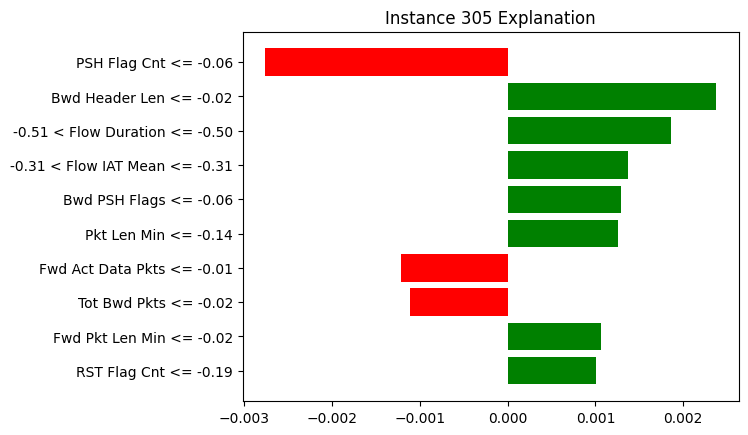 Instance 305 Explanation
PSH Flag Cnt <= -0.06
Bwd Header Len <= -0.02
-0.51 < Flow Duration <= -0.50
-0.31 < Flow IAT Mean <= -0.31
Bwd PSH Flags <= -0.06
Pkt Len Min <= -0.14
Fwd Act Data Pkts <= -0.01
Tot Bwd Pkts <= -0.02
Fwd Pkt Len Min <= -0.02
RST Flag Cnt <= -0.19
−0.003 −0.002 −0.001 0.000 0.001 0.002